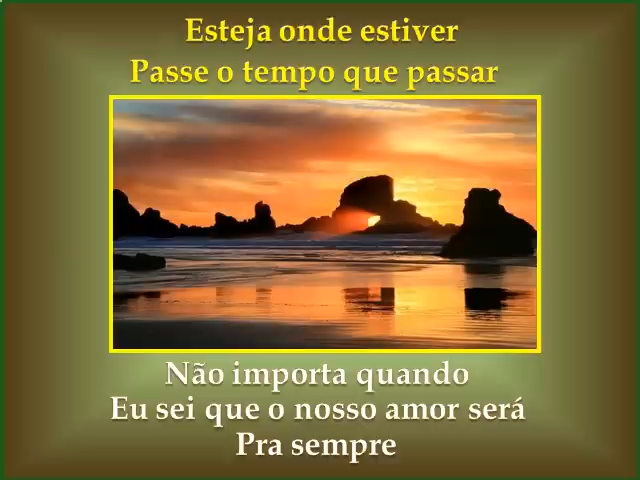 Esteja onde estiver
Passe o tempo que passar
Não importa quando
Eu sei que o nosso amor será
Pra sempre